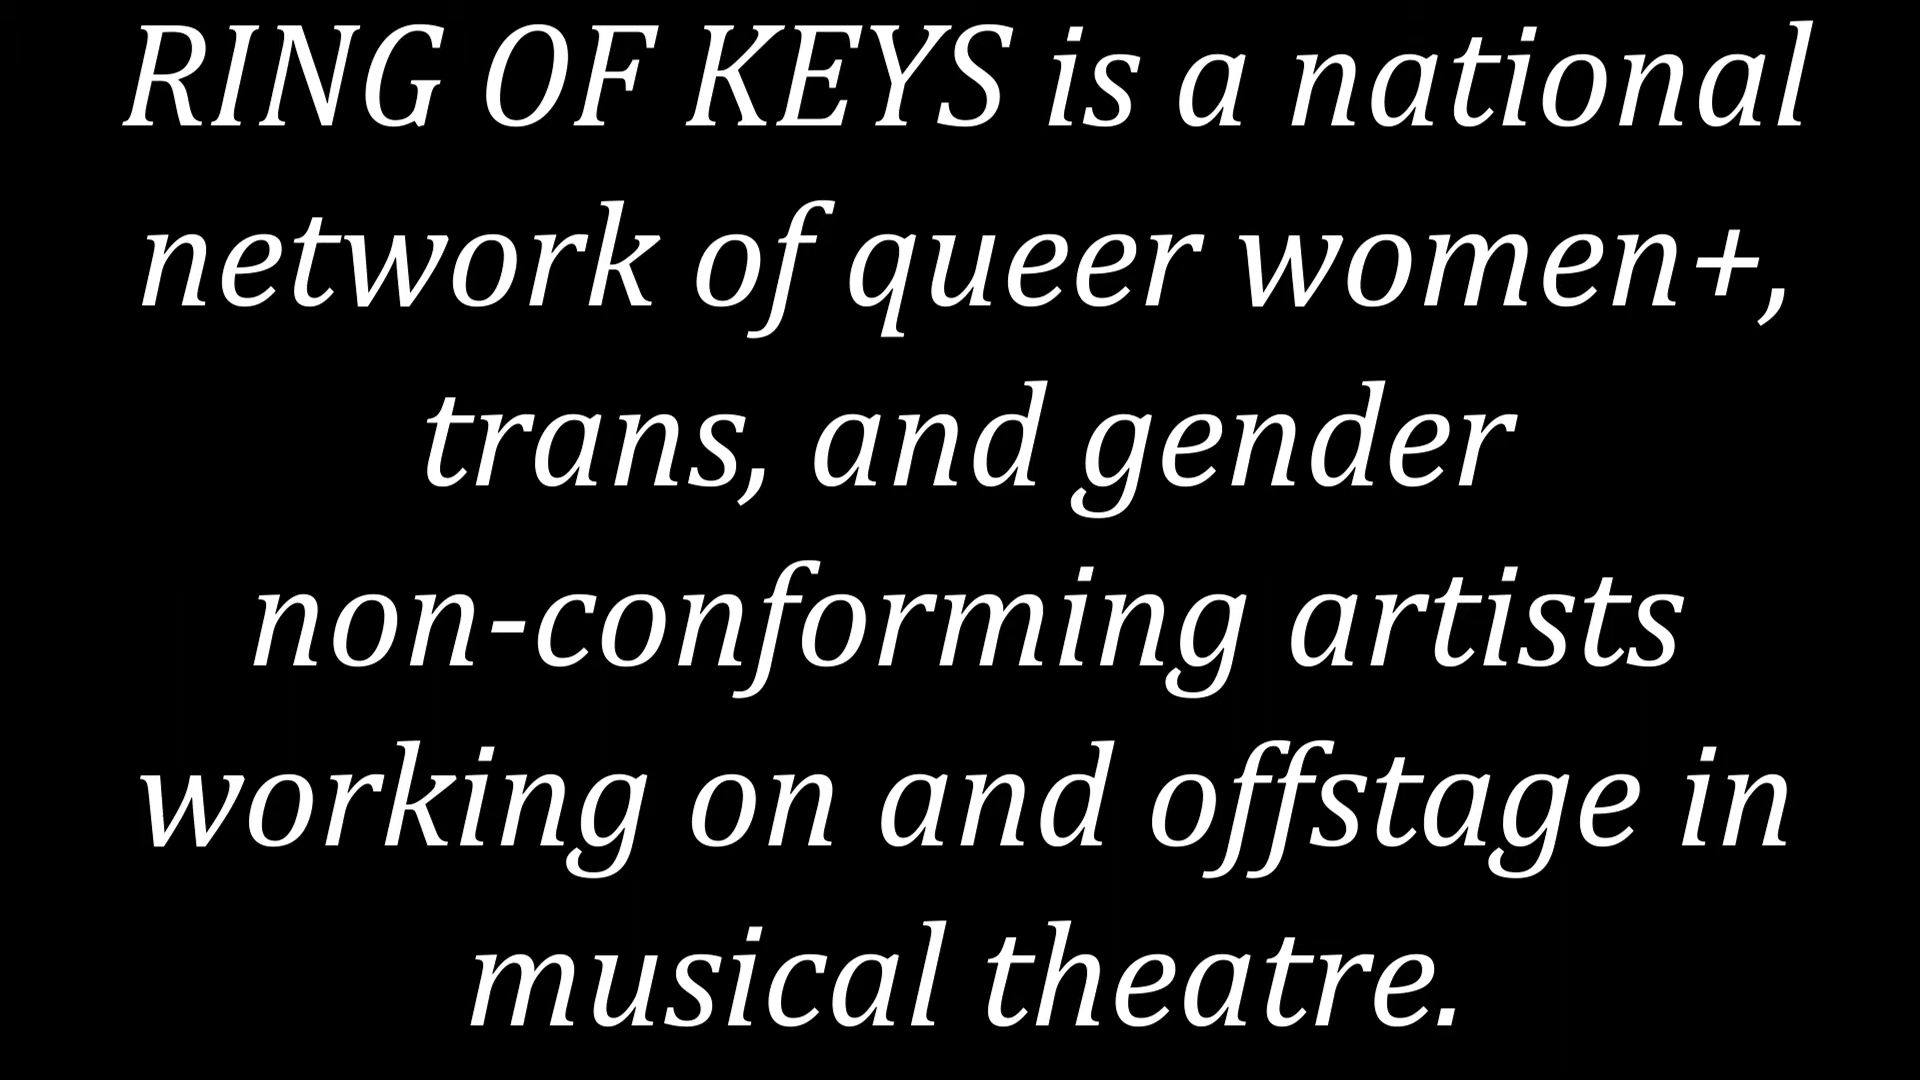 RING OF KEYS is a national
network of queer women+,
trans, and gender
non-conforming artists
working on and offstage in
musical theatre.